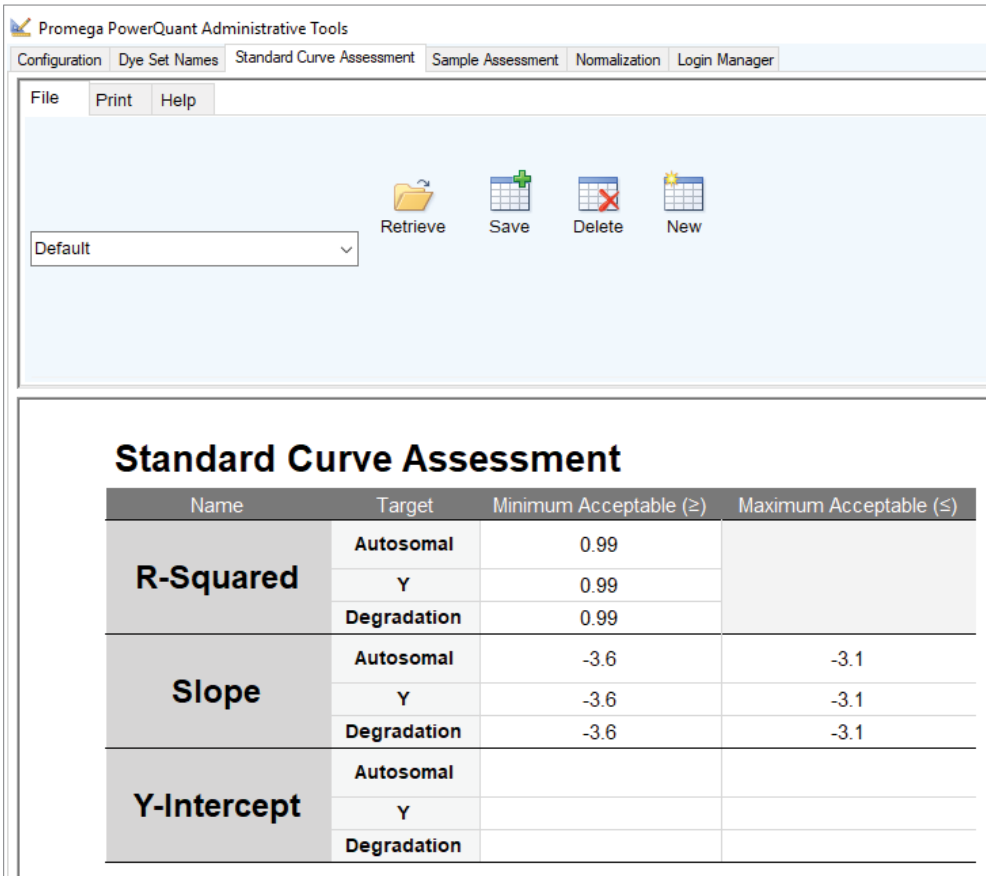 Promega PowerQuant Administrative Tools
Configuration Dye Set Names Standard Curve Assessment Sample Assessment Normalization Login Manager
File Print Help
Retrieve Save Delete New
Default
Standard Curve Assessment
Name Target Minimum Acceptable (≥) Maximum Acceptable (≤)
R-Squared
Autosomal 0.99
Y 0.99
Degradation 0.99
Slope
Autosomal -3.6 -3.1
Y -3.6 -3.1
Degradation -3.6 -3.1
Y-Intercept
Autosomal
Y
Degradation